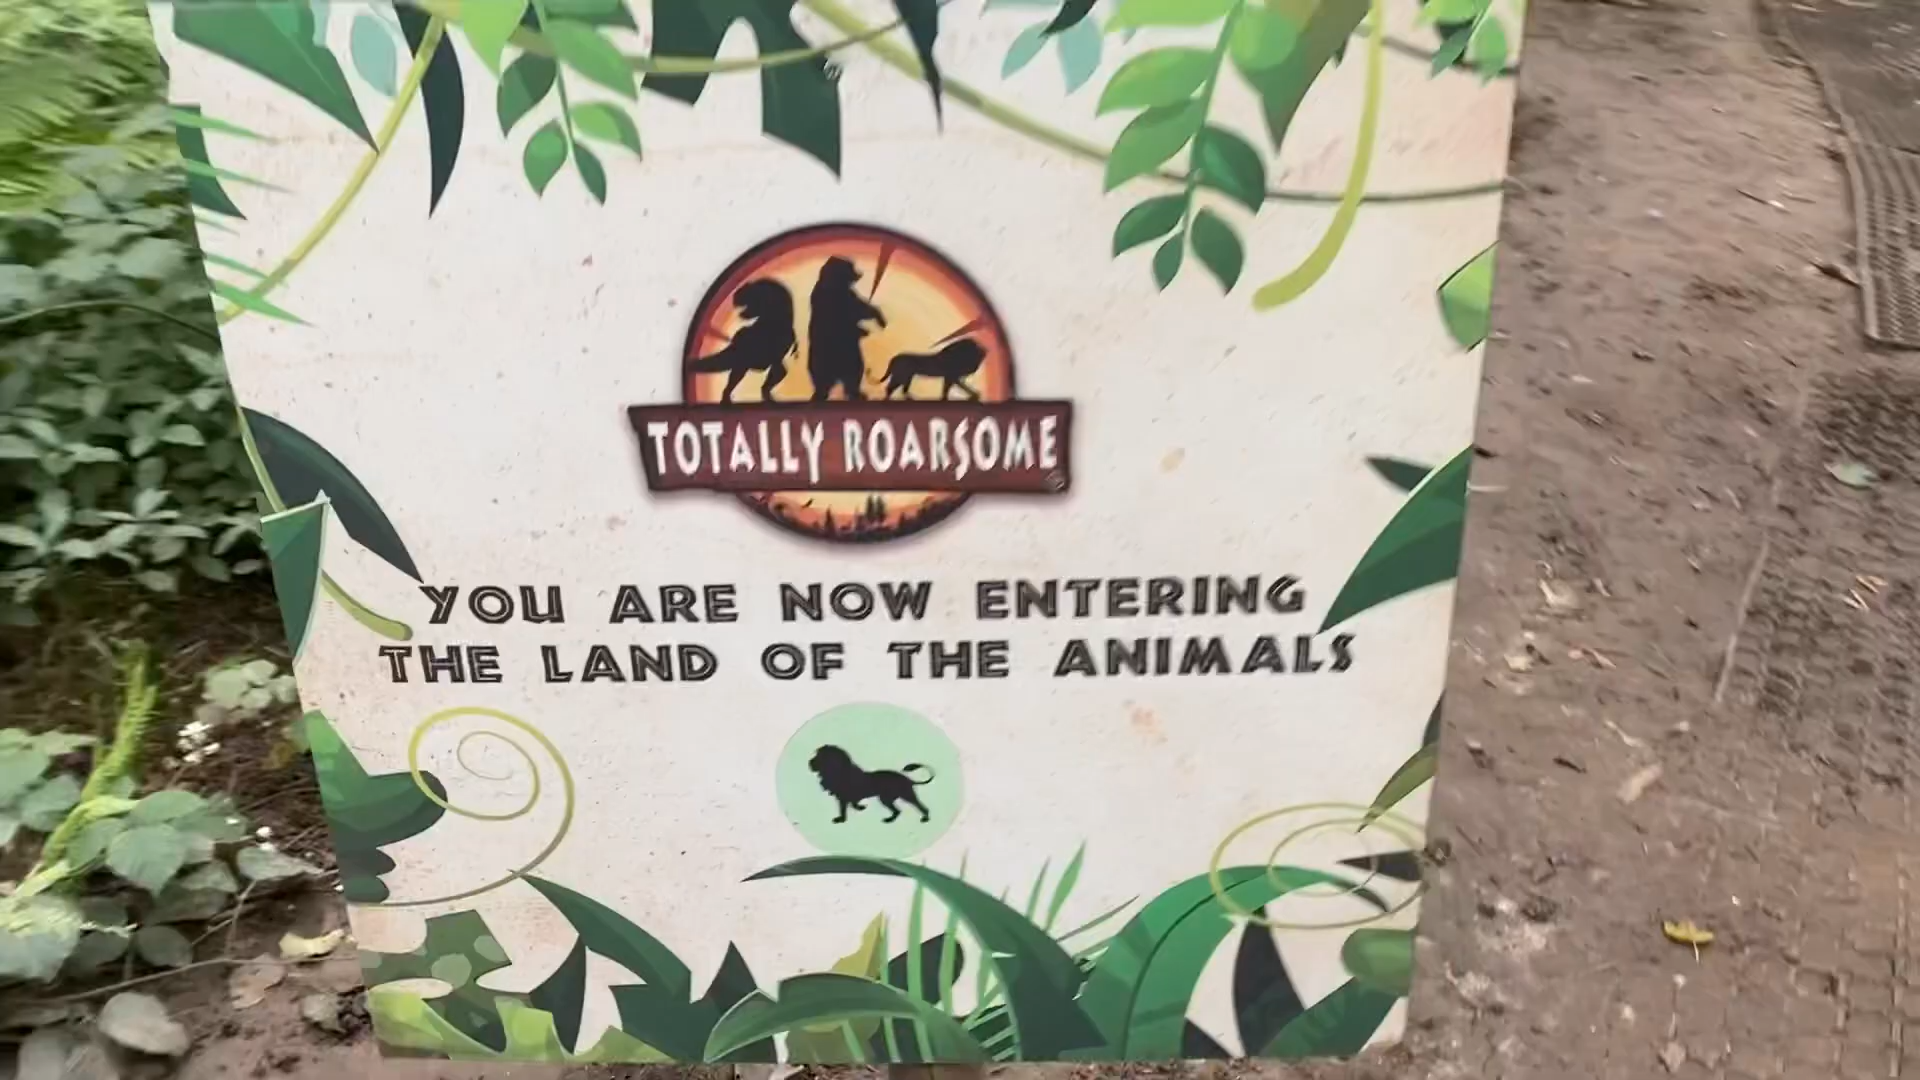 TOTALLY ROARSOME
YOU ARE NOW ENTERING
THE LAND OF THE ANIMALS